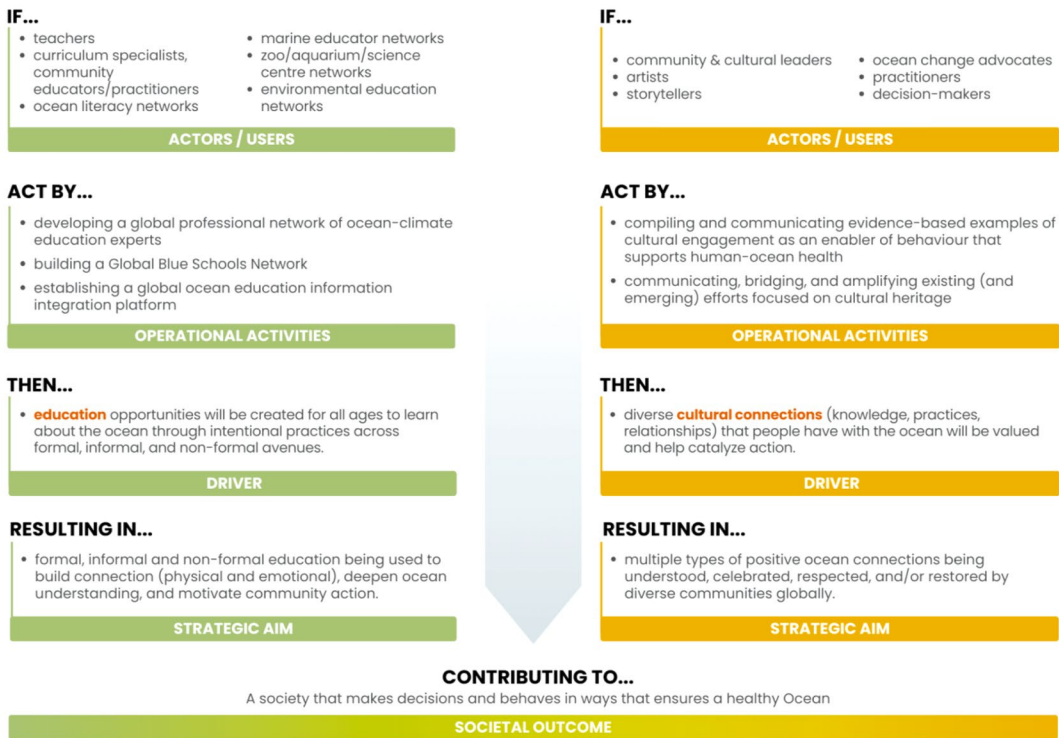 IF...
• teachers
• curriculum specialists,
community
educators/practitioners
• ocean literacy networks
• marine educator networks
• zoo/aquarium/science
centre networks
• environmental education
networks
ACTORS / USERS
ACT BY...
• developing a global professional network of ocean-climate
education experts
• building a Global Blue Schools Network
• establishing a global ocean education information
integration platform
OPERATIONAL ACTIVITIES
THEN...
• education opportunities will be created for all ages to learn
about the ocean through intentional practices across
formal, informal, and non-formal avenues.
DRIVER
RESULTING IN...
• formal, informal and non-formal education being used to
build connection (physical and emotional), deepen ocean
understanding, and motivate community action.
STRATEGIC AIM
IF...
• community & cultural leaders
• artists
• storytellers
• ocean change advocates
• practitioners
• decision-makers
ACTORS / USERS
ACT BY...
• compiling and communicating evidence-based examples of
cultural engagement as an enabler of behaviour that
supports human-ocean health
• communicating, bridging, and amplifying existing (and
emerging) efforts focused on cultural heritage
OPERATIONAL ACTIVITIES
THEN...
• diverse cultural connections (knowledge, practices,
relationships) that people have with the ocean will be valued
and help catalyze action.
DRIVER
RESULTING IN...
• multiple types of positive ocean connections being
understood, celebrated, respected, and/or restored by
diverse communities globally.
STRATEGIC AIM
CONTRIBUTING TO...
A society that makes decisions and behaves in ways that ensures a healthy Ocean
SOCIETAL OUTCOME